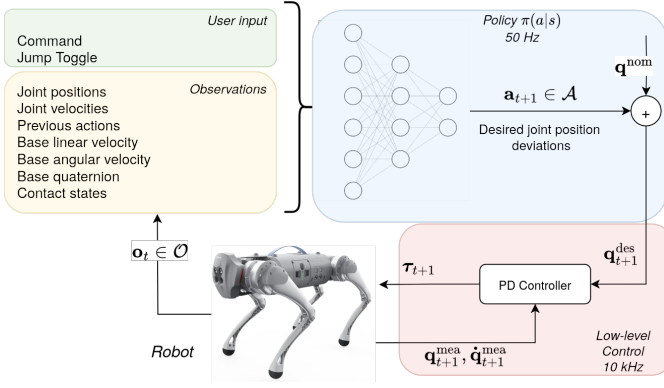 User input
Command
Jump Toggle
Observations
Joint positions
Joint velocities
Previous actions
Base linear velocity
Base angular velocity
Base quaternion
Contact states
Policy π(a|s)
50 Hz
q^nom
a_{t+1} ∈ 𝒜
+
Desired joint position
deviations
o_t ∈ 𝒪
q^des_{t+1}
τ_{t+1}
PD Controller
Robot
q^mea_{t+1}, q̇^mea_{t+1}
Low-level
Control
10 kHz